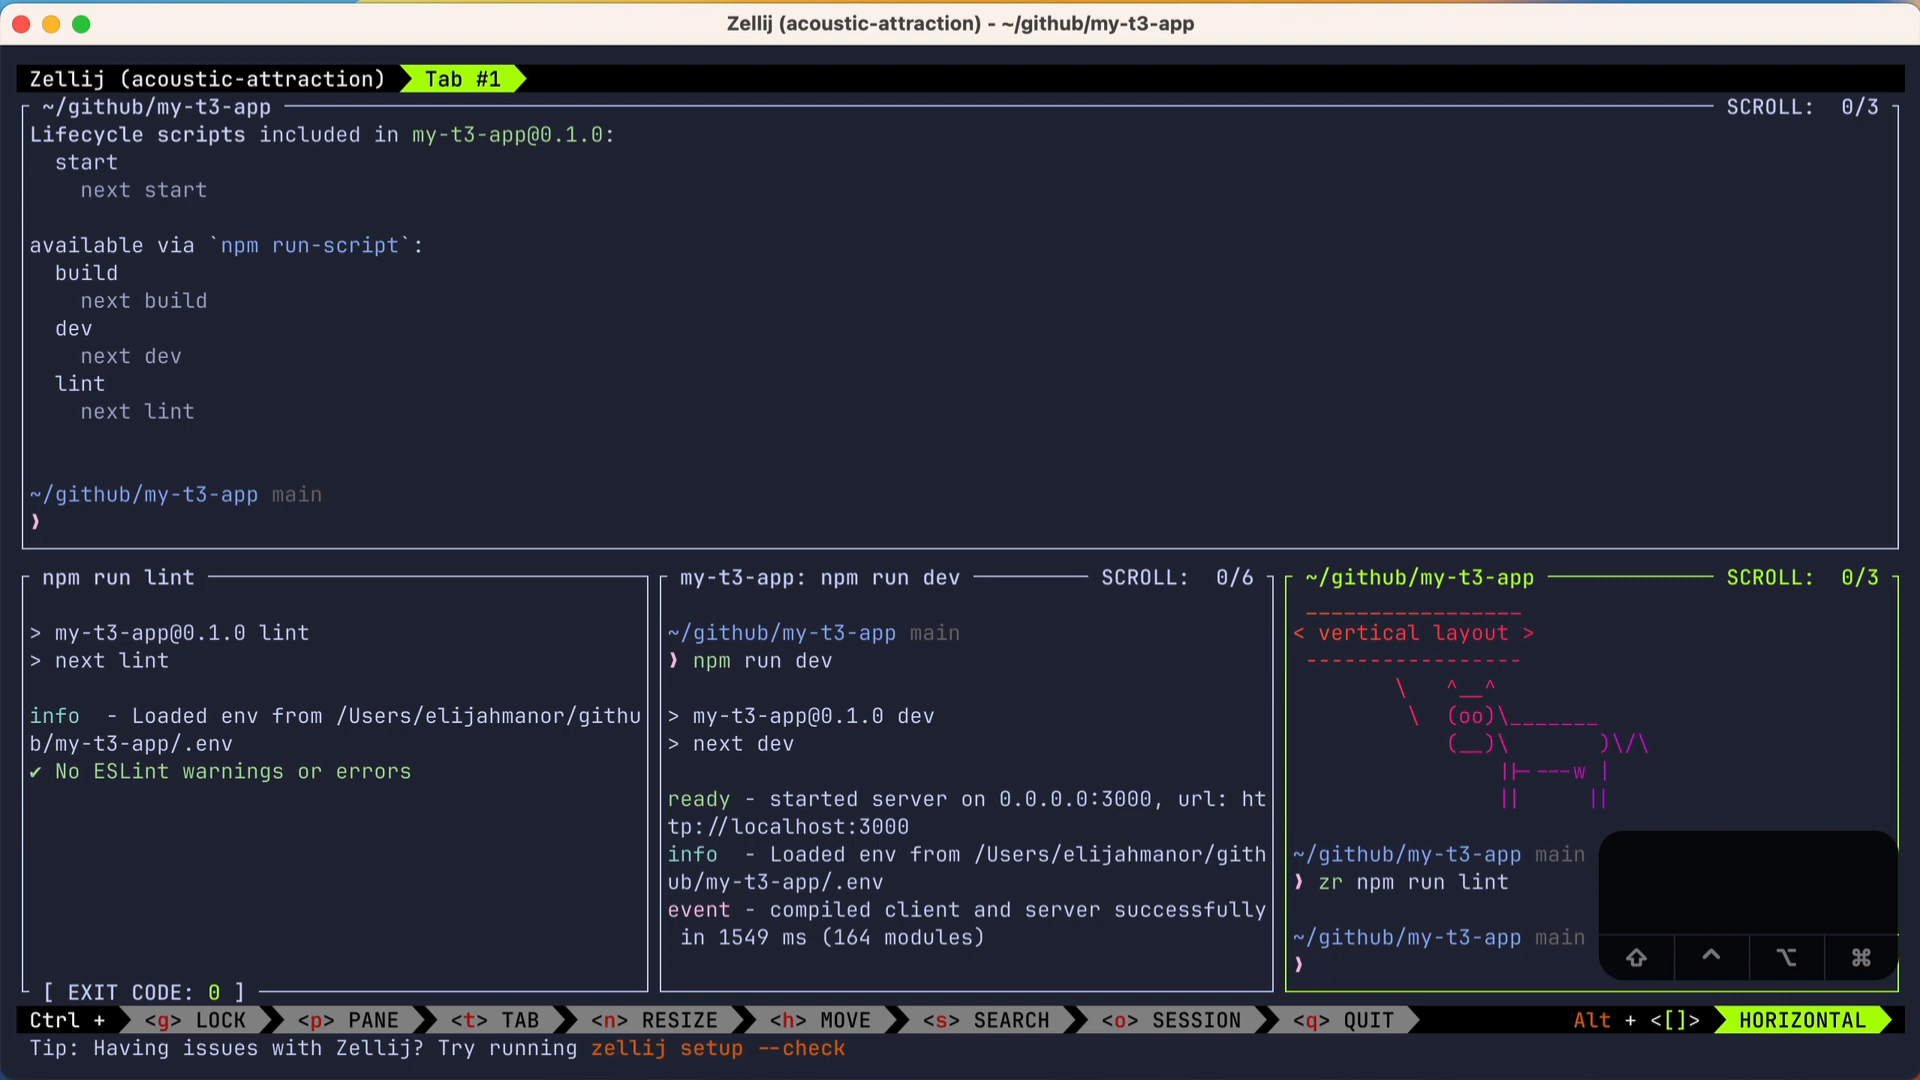 Zellij (acoustic-attraction) - ~/github/my-t3-app
Zellij (acoustic-attraction) Tab #1
~/github/my-t3-app SCROLL: 0/3
Lifecycle scripts included in my-t3-app@0.1.0:
start
next start
available via `npm run-script`:
build
next build
dev
next dev
lint
next lint
~/github/my-t3-app main
❯
npm run lint
> my-t3-app@0.1.0 lint
> next lint
info  - Loaded env from /Users/elijahmanor/githu
b/my-t3-app/.env
✔ No ESLint warnings or errors
[ EXIT CODE: 0 ]
my-t3-app: npm run dev SCROLL: 0/6
~/github/my-t3-app main
❯ npm run dev
> my-t3-app@0.1.0 dev
> next dev
ready - started server on 0.0.0.0:3000, url: ht
tp://localhost:3000
info  - Loaded env from /Users/elijahmanor/gith
ub/my-t3-app/.env
event - compiled client and server successfully
in 1549 ms (164 modules)
~/github/my-t3-app SCROLL: 0/3
_________________
< vertical layout >
-----------------
\   ^__^
\  (oo)\_______
(__)\       )\/\
||----w |
||     ||
~/github/my-t3-app main
❯ zr npm run lint
~/github/my-t3-app main
❯
Ctrl + <g> LOCK <p> PANE <t> TAB <n> RESIZE <h> MOVE <s> SEARCH <o> SESSION <q> QUIT Alt + <[]> HORIZONTAL
Tip: Having issues with Zellij? Try running zellij setup --check